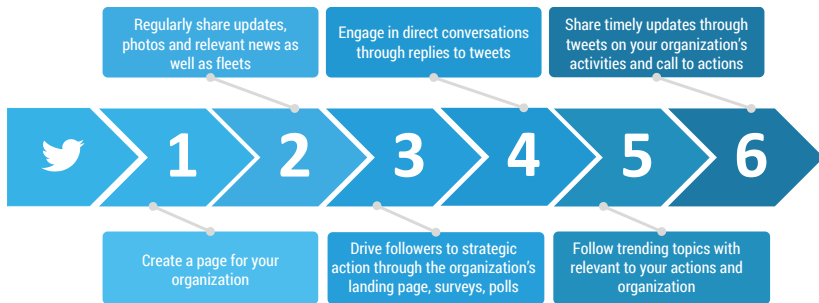 Regularly share updates,
photos and relevant news as
well as fleets
Engage in direct conversations
through replies to tweets
Share timely updates through
tweets on your organization's
activities and call to actions
1 2 3 4 5 6
Create a page for your
organization
Drive followers to strategic
action through the organization's
landing page, surveys, polls
Follow trending topics with
relevant to your actions and
organization